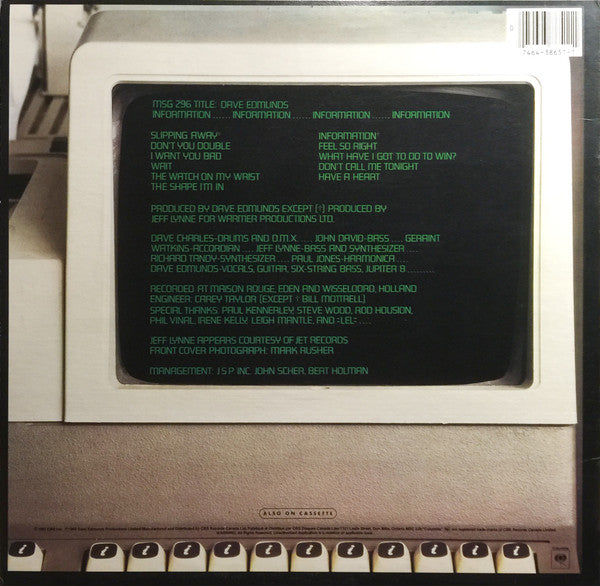 D
7464-38651-1
MSG 296 TITLE: DAVE EDMUNDS
INFORMATION ...... INFORMATION ...... INFORMATION ...... INFORMATION
SLIPPING AWAY*
DON'T YOU DOUBLE
I WANT YOU BAD
WAIT
THE WATCH ON MY WRIST
THE SHAPE I'M IN
INFORMATION*
FEEL SO RIGHT
WHAT HAVE I GOT TO DO TO WIN?
DON'T CALL ME TONIGHT
HAVE A HEART
PRODUCED BY DAVE EDMUNDS EXCEPT (*) PRODUCED BY
JEFF LYNNE FOR WARMER PRODUCTIONS LTD.
DAVE CHARLES-DRUMS AND D.M.X. .... JOHN DAVID-BASS .... GERAINT
WATKINS-ACCORDIAN .... JEFF LYNNE-BASS AND SYNTHESIZER ....
RICHARD TANDY-SYNTHESIZER .... PAUL JONES-HARMONICA ....
DAVE EDMUNDS-VOCALS, GUITAR, SIX-STRING BASS, JUPITER 8 ..........
RECORDED AT MAISON ROUGE, EDEN AND WISSELODRD, HOLLAND
ENGINEER: CAREY TAYLOR (EXCEPT * BILL MOTTRELL)
SPECIAL THANKS: PAUL KENNERLEY, STEVE WOOD, ROD HOUSION,
PHIL VINAL, IRENE KELLY, LEIGH MANTLE, AND :LEL: ....
JEFF LYNNE APPEARS COURTESY OF JET RECORDS
FRONT COVER PHOTOGRAPH: MARK RUSHER
MANAGEMENT: J S P INC. JOHN SCHER, BERT HOLMAN
ALSO ON CASSETTE
i i i i i i i i i i